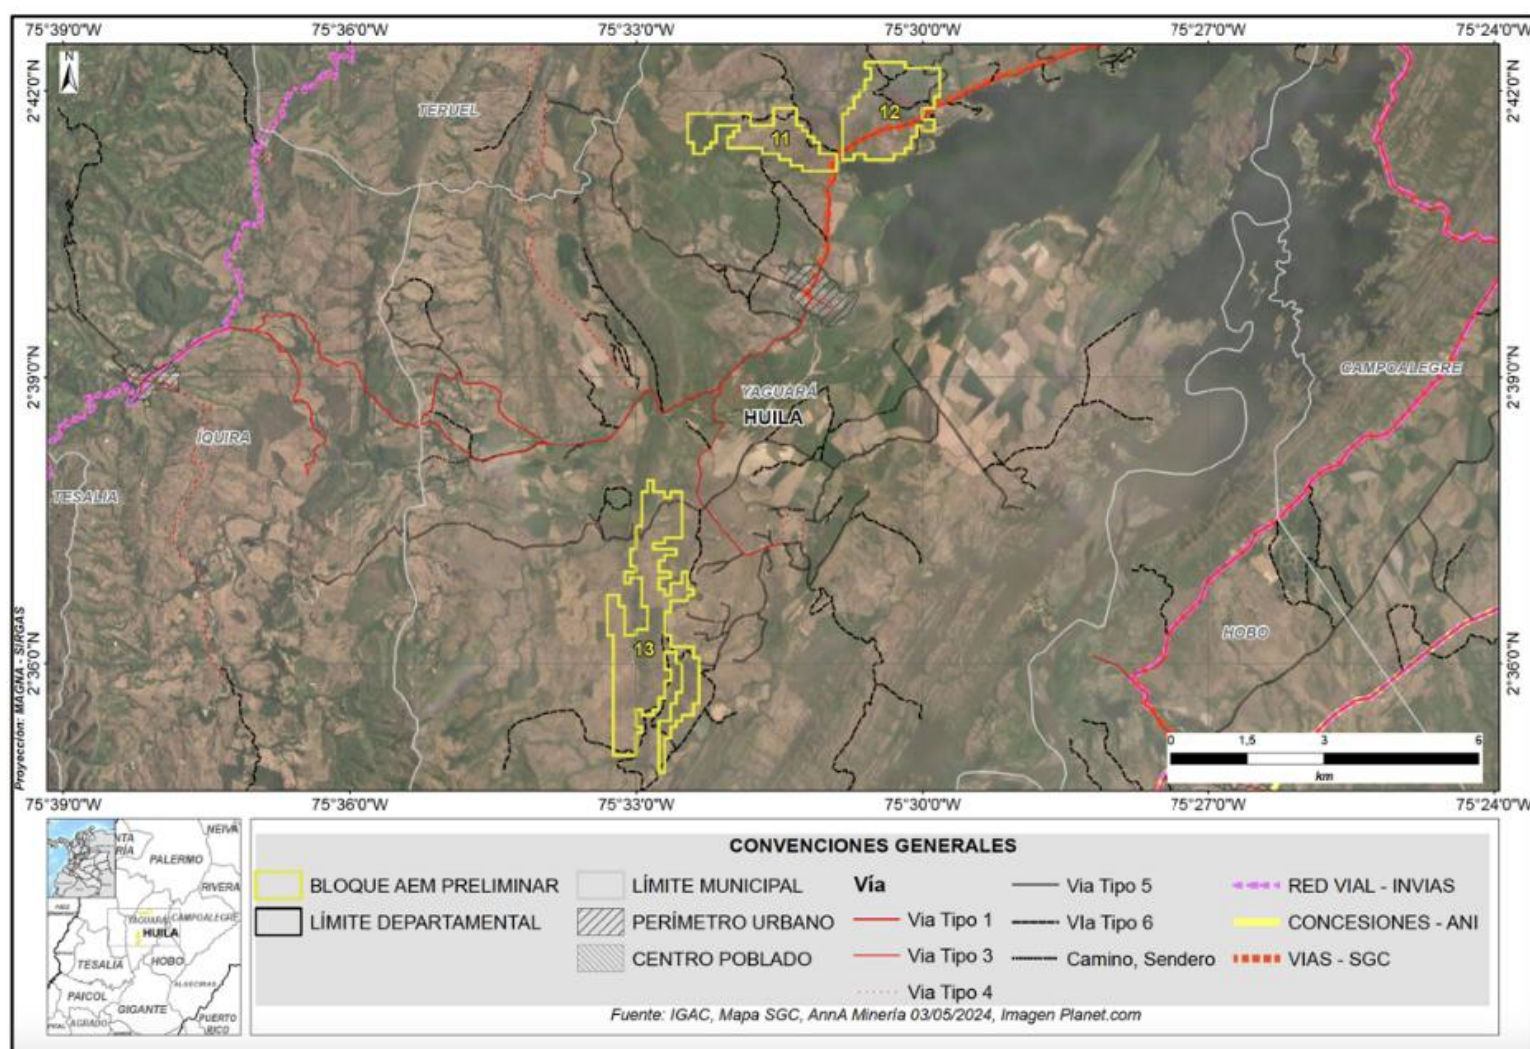 75°39'0"W 75°36'0"W 75°33'0"W 75°30'0"W 75°27'0"W 75°24'0"W
N
2°42'0"N 2°42'0"N
TERUEL
12
11
2°39'0"N 2°39'0"N
CAMPOALEGRE
YAGUARÁ
HUILA
ÍQUIRA
TESALIA
HOBO
13
2°36'0"N 2°36'0"N
Proyección: MAGNA - SIRGAS
0 1,5 3 6
km
75°39'0"W 75°36'0"W 75°33'0"W 75°30'0"W 75°27'0"W 75°24'0"W
NEIVA
PALERMO
RIVERA
YAGUARÁ CAMPOALEGRE
HUILA
TESALIA HOBO
ALGECIRAS
PAICOL
GIGANTE
AGRADO
PUERTO
RICO
CONVENCIONES GENERALES
BLOQUE AEM PRELIMINAR
LÍMITE DEPARTAMENTAL
LÍMITE MUNICIPAL
PERÍMETRO URBANO
CENTRO POBLADO
Vía
Via Tipo 1
Via Tipo 3
Via Tipo 4
Via Tipo 5
VIa Tipo 6
Camino, Sendero
RED VIAL - INVIAS
CONCESIONES - ANI
VIAS - SGC
Fuente: IGAC, Mapa SGC, AnnA Minería 03/05/2024, Imagen Planet.com